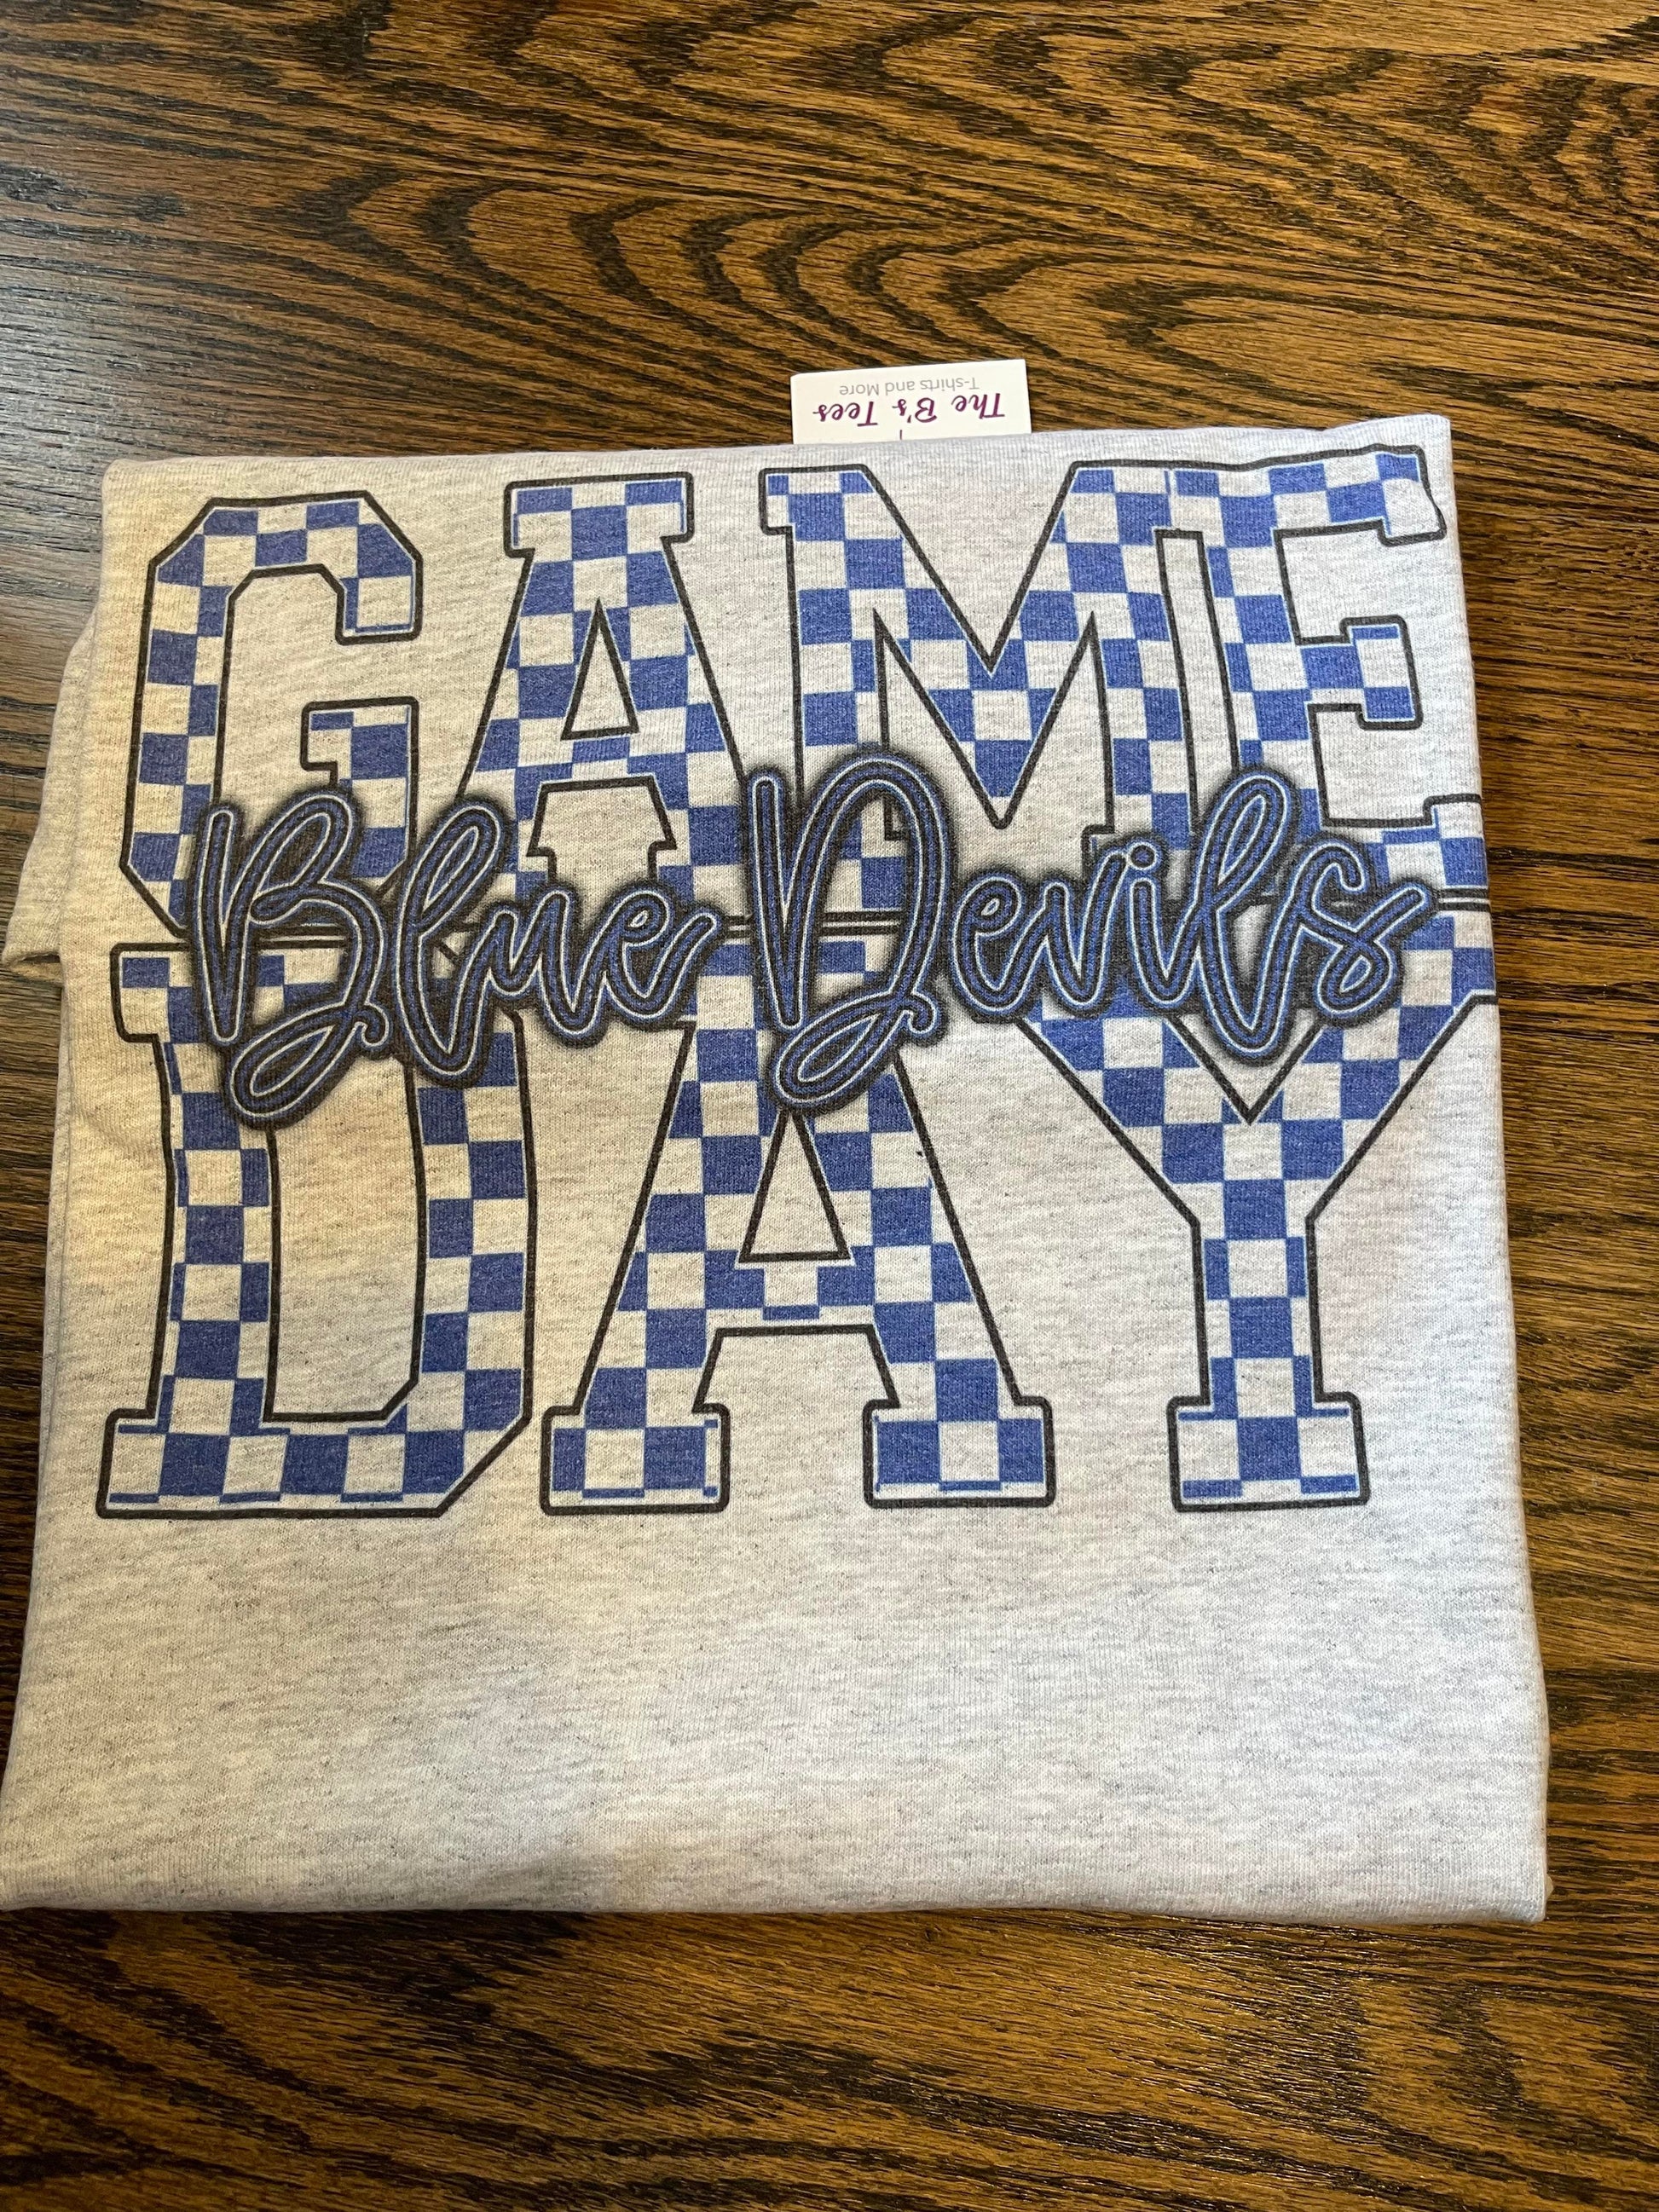 The B's Tees
T-shirts and More
GAME
Blue Devils
DAY